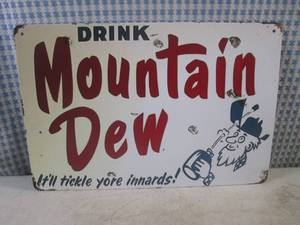 DRINK
Mountain
Dew
It'll tickle yore innards!